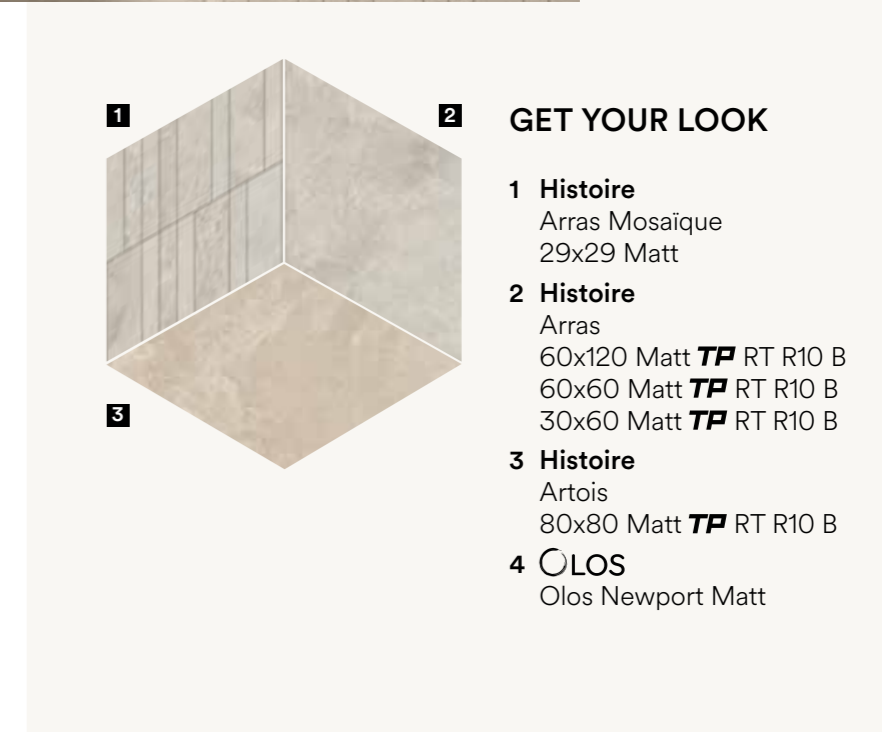 1
2
3
GET YOUR LOOK
1 Histoire
Arras Mosaïque
29x29 Matt
2 Histoire
Arras
60x120 Matt TP RT R10 B
60x60 Matt TP RT R10 B
30x60 Matt TP RT R10 B
3 Histoire
Artois
80x80 Matt TP RT R10 B
4 OLOS
Olos Newport Matt